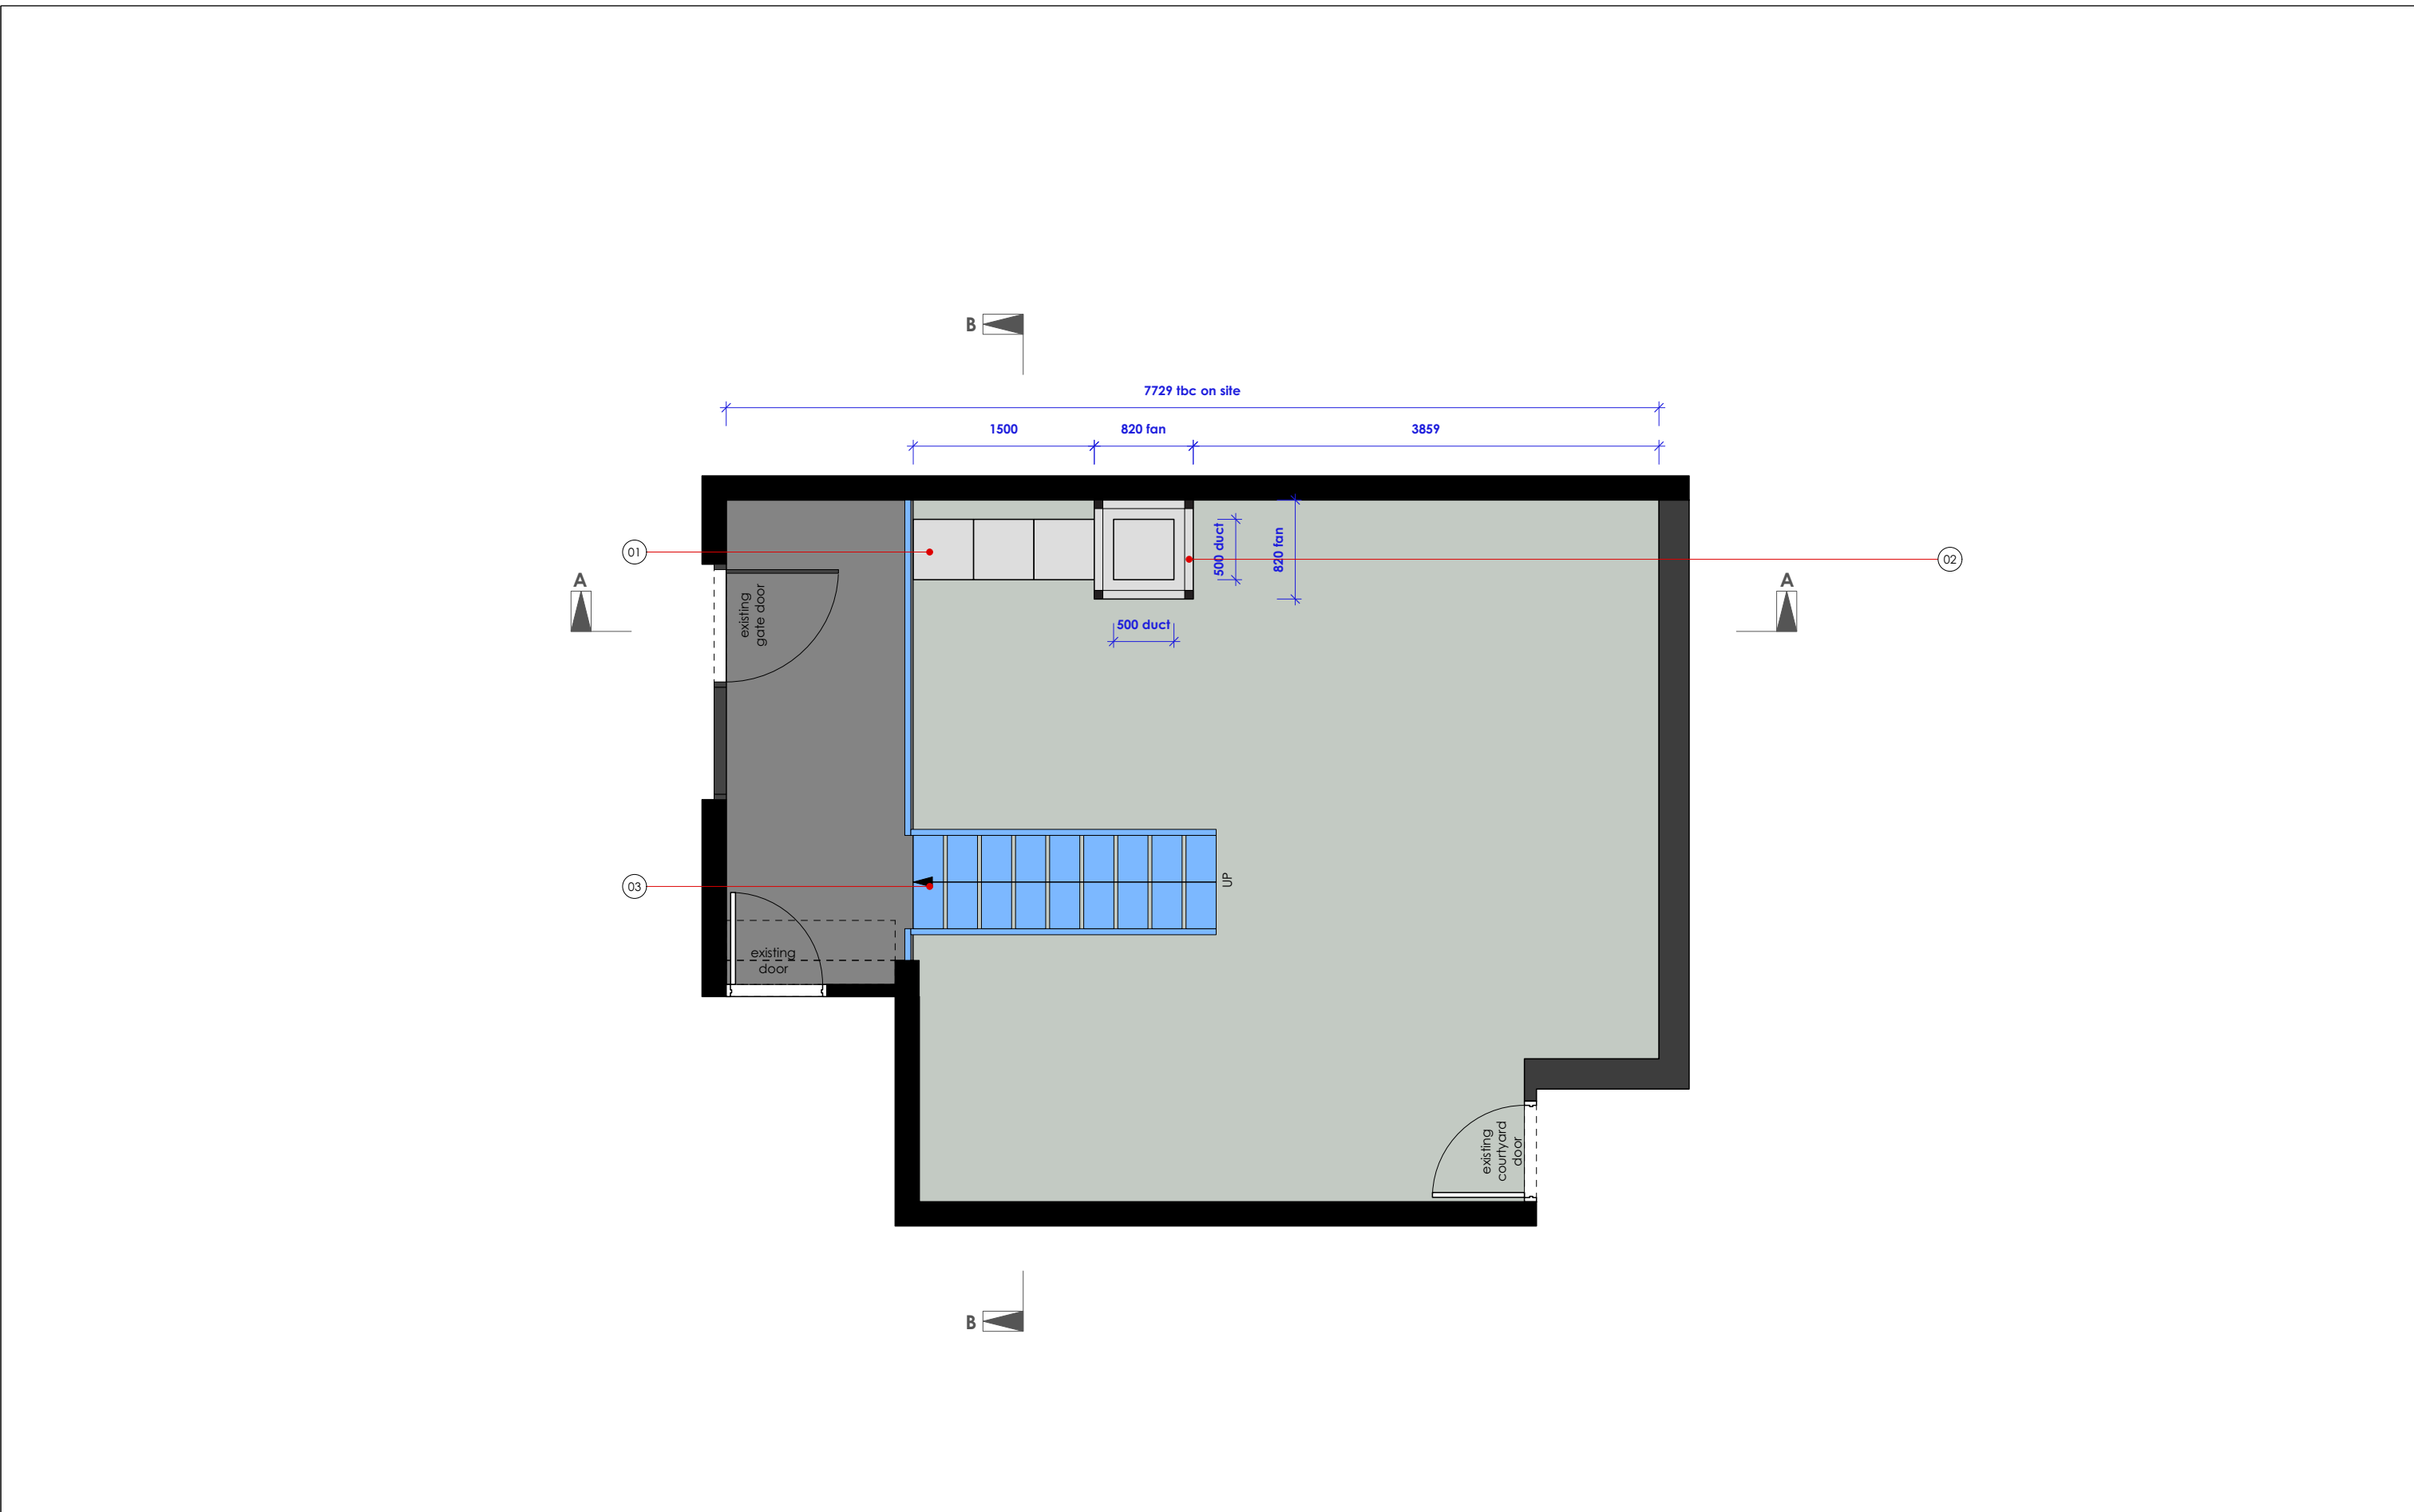 B
7729 tbc on site
1500
820 fan
3859
01
500 duct
820 fan
02
A
A
existing
gate door
500 duct
UP
03
existing
door
existing
courtyard
door
B